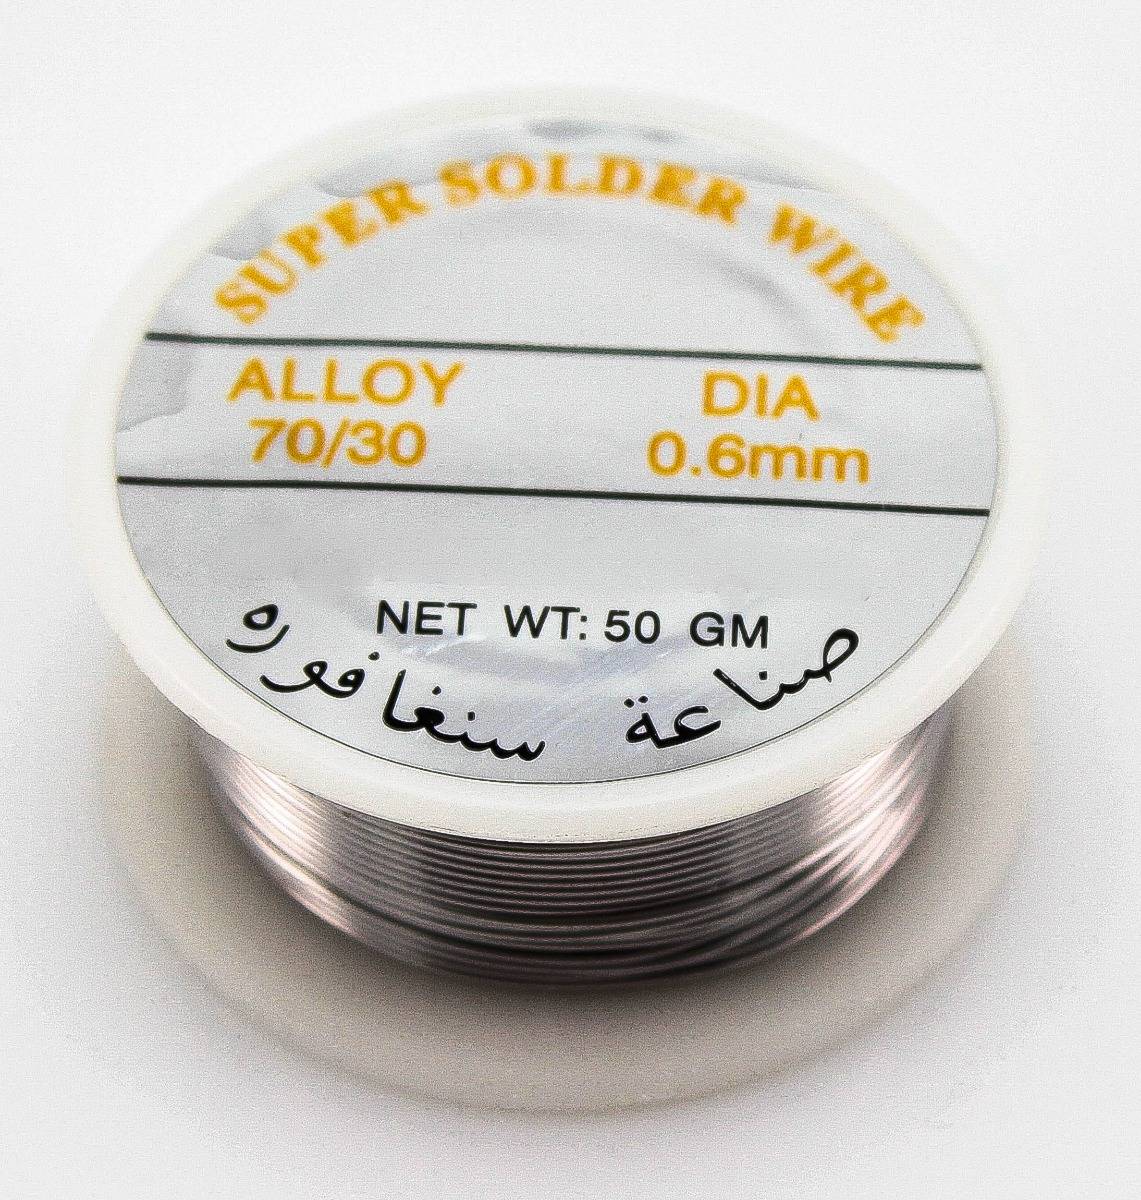 SUPER SOLDER WIRE
ALLOY
70/30
DIA
0.6mm
NET WT: 50 GM
صناعة سنغافوره